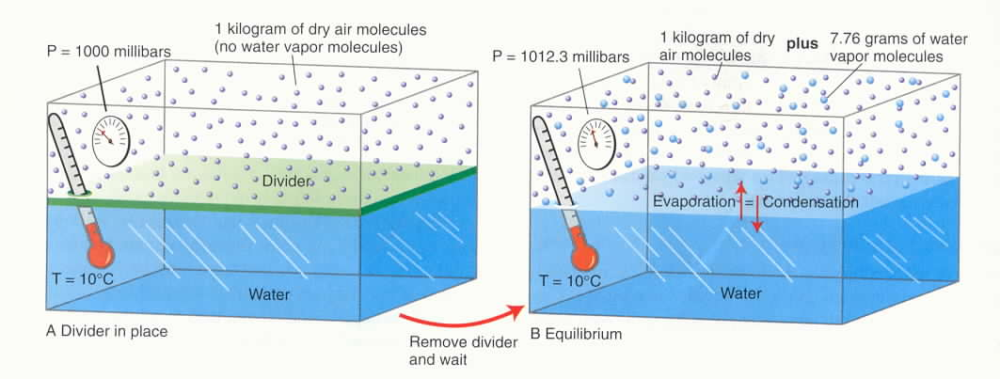 P = 1000 millibars
1 kilogram of dry air molecules
(no water vapor molecules)
Divider
T = 10°C
Water
A Divider in place
Remove divider
and wait
P = 1012.3 millibars
1 kilogram of dry
air molecules
plus
7.76 grams of water
vapor molecules
Evaporation = Condensation
T = 10°C
Water
B Equilibrium